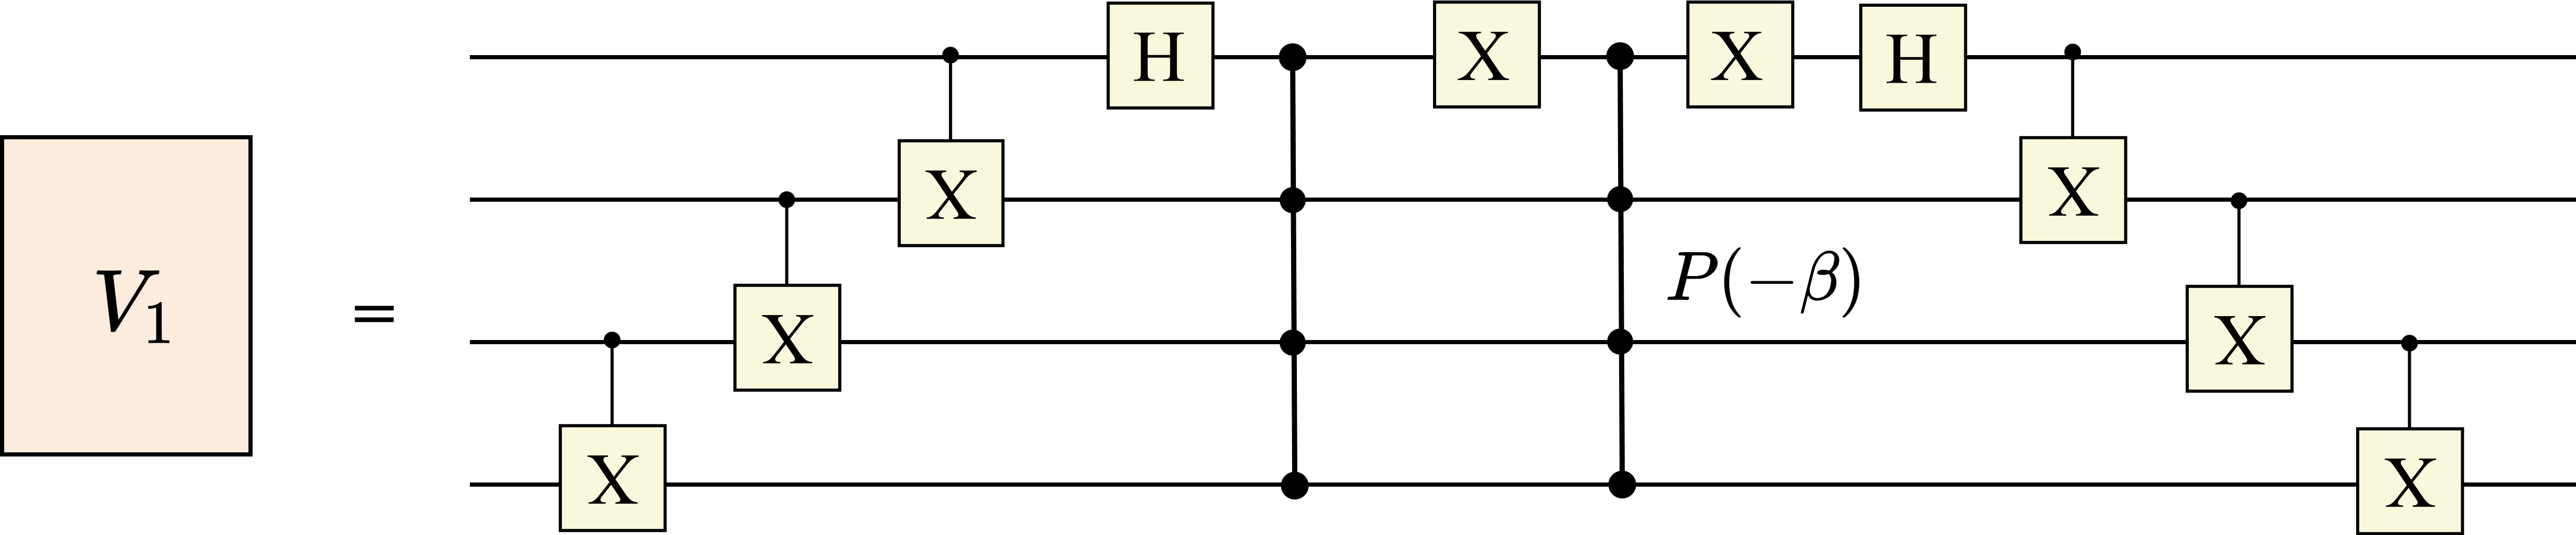 H X X H
X X
P(−β)
V₁ = X X
X X